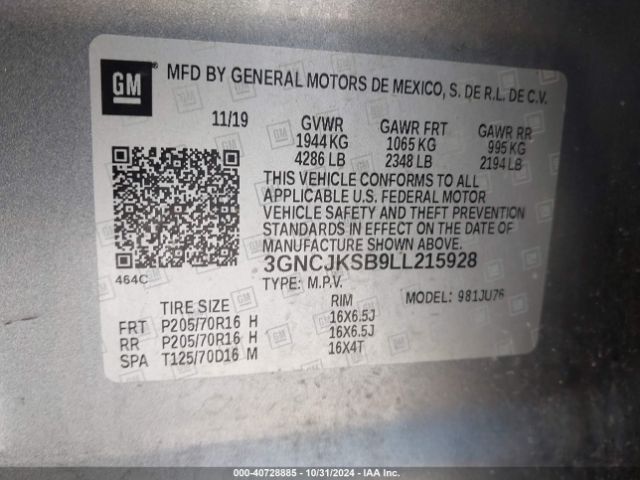 GM
MFD BY GENERAL MOTORS DE MEXICO, S. DE R.L. DE C.V.
11/19 GVWR GAWR FRT GAWR RR
1944 KG 1065 KG 995 KG
4286 LB 2348 LB 2194 LB
THIS VEHICLE CONFORMS TO ALL
APPLICABLE U.S. FEDERAL MOTOR
VEHICLE SAFETY AND THEFT PREVENTION
STANDARDS IN EFFECT ON THE DATE OF
MANUFACTURE SHOWN ABOVE.
464C 3GNCJKSB9LL215928
TYPE: M.P.V. MODEL: 981JU76
TIRE SIZE RIM
FRT P205/70R16 H 16X6.5J
RR P205/70R16 H 16X6.5J
SPA T125/70D16 M 16X4T
000-40728885 - 10/31/2024 - IAA Inc.